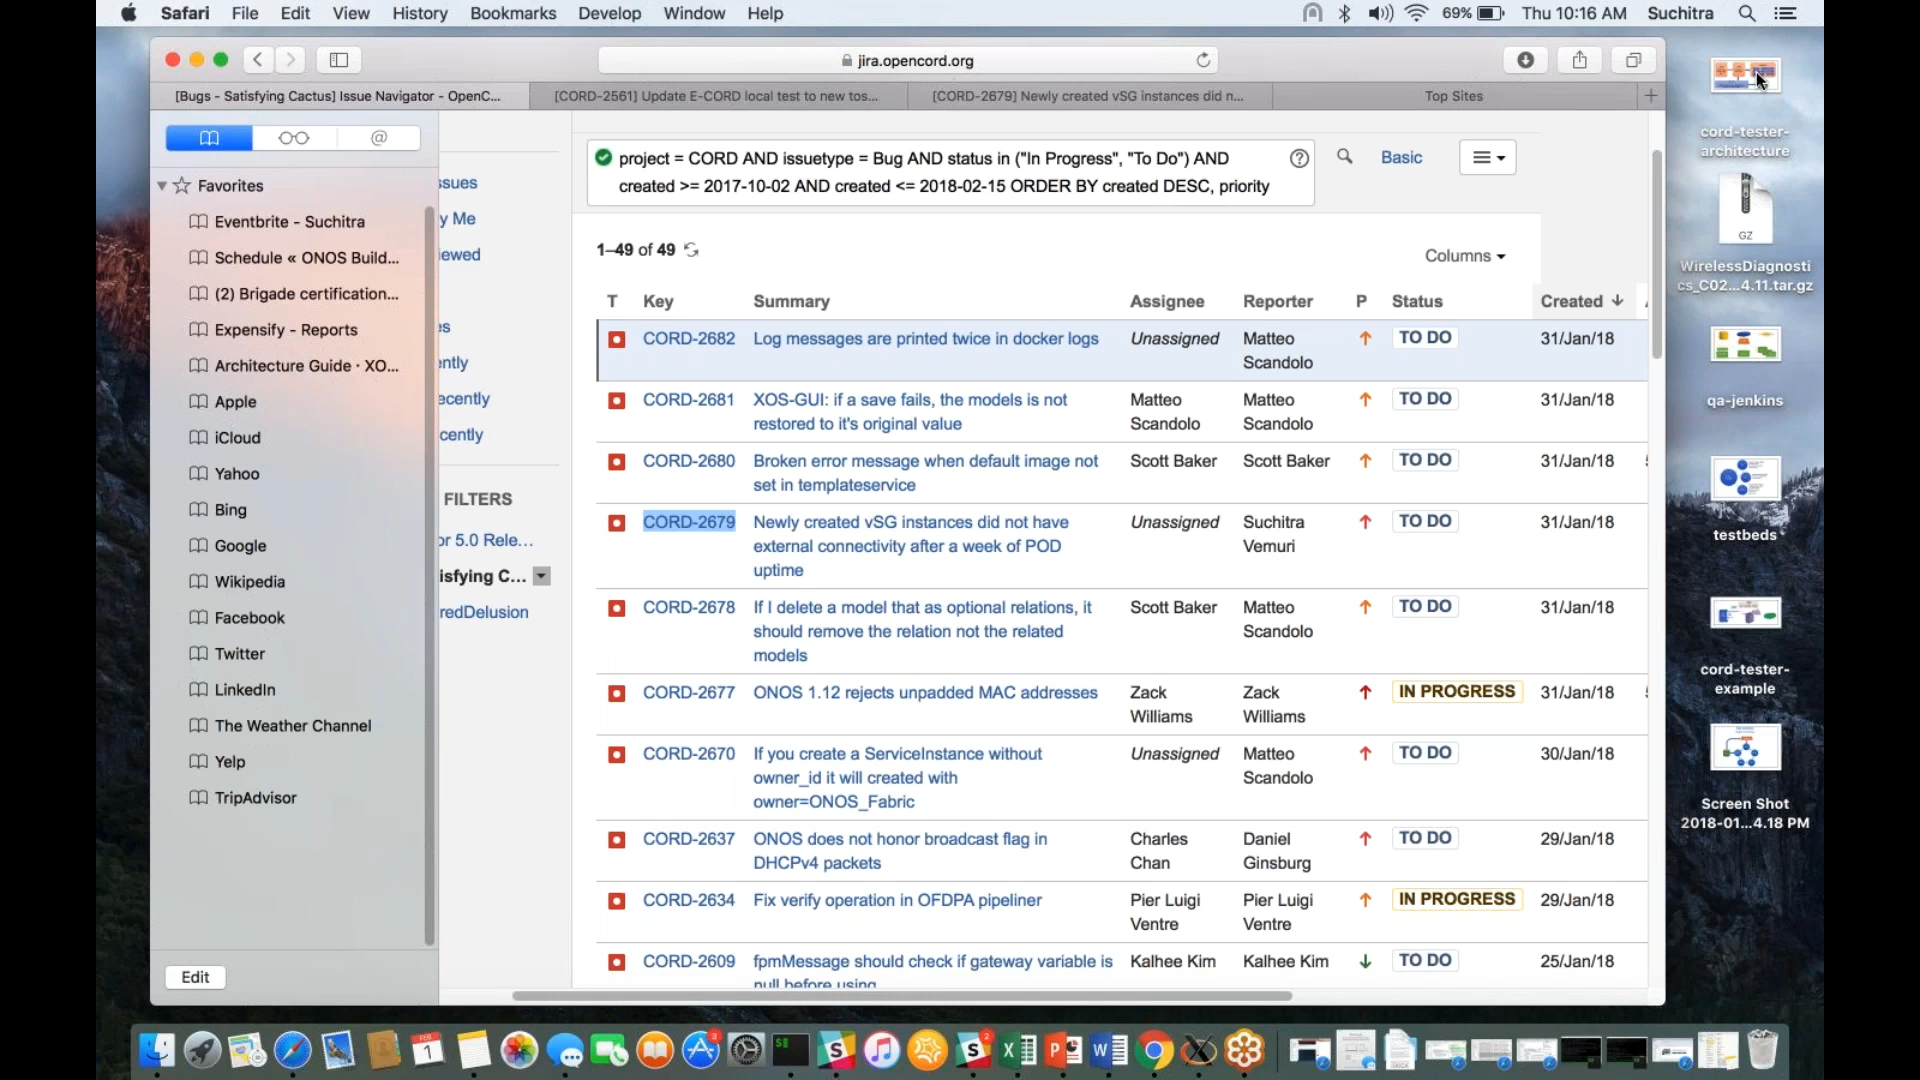 Safari File Edit View History Bookmarks Develop Window Help
69% Thu 10:16 AM Suchitra
jira.opencord.org
[Bugs - Satisfying Cactus] Issue Navigator - OpenC...
[CORD-2561] Update E-CORD local test to new tos...
[CORD-2679] Newly created vSG instances did n...
Top Sites
Favorites
Eventbrite - Suchitra
Schedule « ONOS Build...
(2) Brigade certification...
Expensify - Reports
Architecture Guide · XO...
Apple
iCloud
Yahoo
Bing
Google
Wikipedia
Facebook
Twitter
LinkedIn
The Weather Channel
Yelp
TripAdvisor
Edit
ssues
y Me
iewed
es
ently
ecently
cently
FILTERS
or 5.0 Rele...
isfying C...
redDelusion
project = CORD AND issuetype = Bug AND status in ("In Progress", "To Do") AND
created >= 2017-10-02 AND created <= 2018-02-15 ORDER BY created DESC, priority
Basic
1–49 of 49
Columns
T Key Summary Assignee Reporter P Status Created
CORD-2682 Log messages are printed twice in docker logs Unassigned Matteo TO DO 31/Jan/18
Scandolo
CORD-2681 XOS-GUI: if a save fails, the models is not Matteo Matteo TO DO 31/Jan/18
restored to it's original value Scandolo Scandolo
CORD-2680 Broken error message when default image not Scott Baker Scott Baker TO DO 31/Jan/18
set in templateservice
CORD-2679 Newly created vSG instances did not have Unassigned Suchitra TO DO 31/Jan/18
external connectivity after a week of POD Vemuri
uptime
CORD-2678 If I delete a model that as optional relations, it Scott Baker Matteo TO DO 31/Jan/18
should remove the relation not the related Scandolo
models
CORD-2677 ONOS 1.12 rejects unpadded MAC addresses Zack Zack IN PROGRESS 31/Jan/18
Williams Williams
CORD-2670 If you create a ServiceInstance without Unassigned Matteo TO DO 30/Jan/18
owner_id it will created with Scandolo
owner=ONOS_Fabric
CORD-2637 ONOS does not honor broadcast flag in Charles Daniel TO DO 29/Jan/18
DHCPv4 packets Chan Ginsburg
CORD-2634 Fix verify operation in OFDPA pipeliner Pier Luigi Pier Luigi IN PROGRESS 29/Jan/18
Ventre Ventre
CORD-2609 fpmMessage should check if gateway variable is Kalhee Kim Kalhee Kim TO DO 25/Jan/18
null before using
cord-tester-
architecture
GZ
WirelessDiagnosti
cs_C02...4.11.tar.gz
qa-jenkins
testbeds
cord-tester-
example
Screen Shot
2018-01...4.18 PM